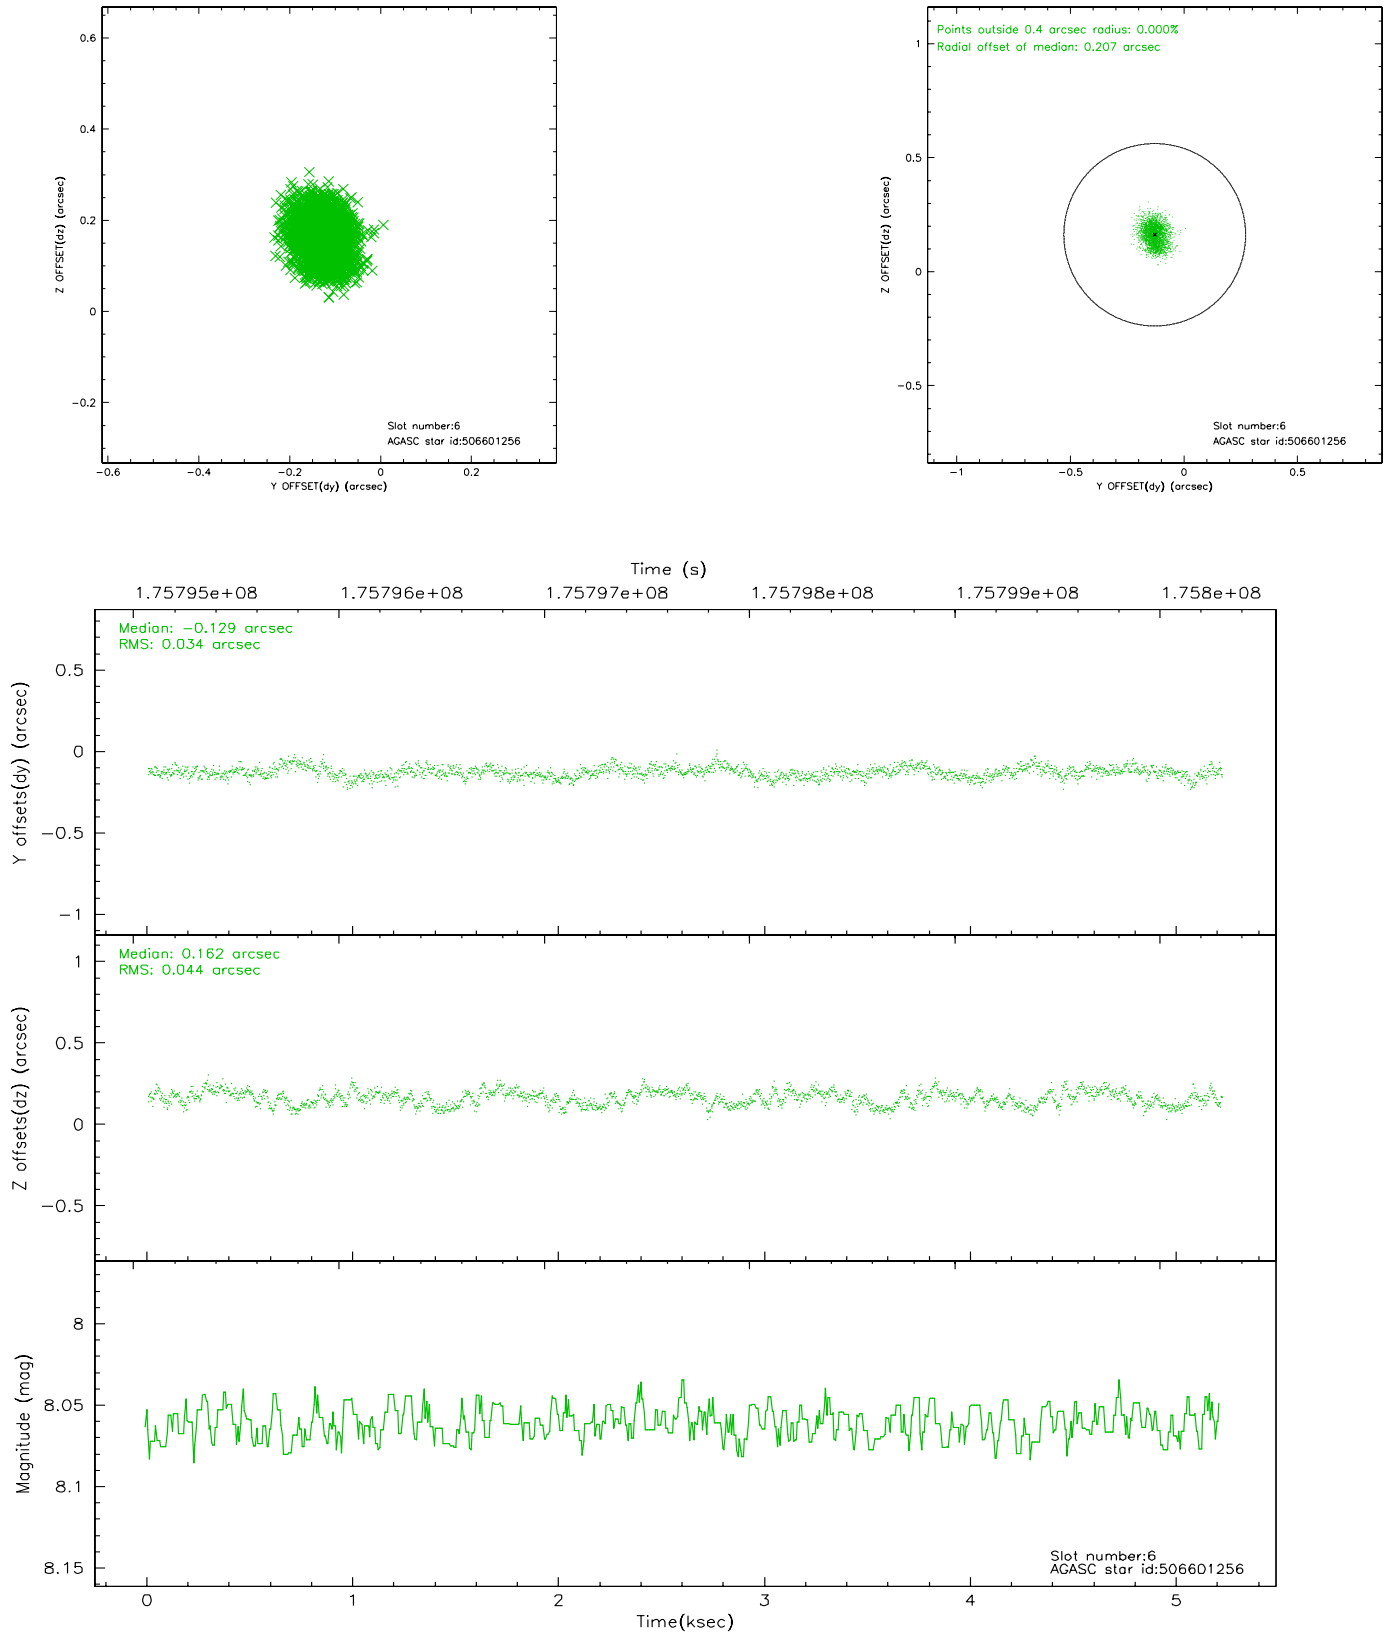 0.6
0.4
0.2
0
-0.2
Z OFFSET(dz) (arcsec)
Slot number:6
AGASC star id:506601256
-0.6 -0.4 -0.2 0 0.2
Y OFFSET(dy) (arcsec)
Points outside 0.4 arcsec radius: 0.000%
Radial offset of median: 0.207 arcsec
1
0.5
0
-0.5
Z OFFSET(dz) (arcsec)
Slot number:6
AGASC star id:506601256
-1 -0.5 0 0.5
Y OFFSET(dy) (arcsec)
Time (s)
1.75795e+08 1.75796e+08 1.75797e+08 1.75798e+08 1.75799e+08 1.758e+08
Median: -0.129 arcsec
RMS: 0.034 arcsec
0.5
0
-0.5
-1
Y offsets(dy) (arcsec)
Median: 0.162 arcsec
RMS: 0.044 arcsec
1
0.5
0
-0.5
Z offsets(dz) (arcsec)
8
8.05
8.1
8.15
Magnitude (mag)
Slot number:6
AGASC star id:506601256
0 1 2 3 4 5
Time(ksec)